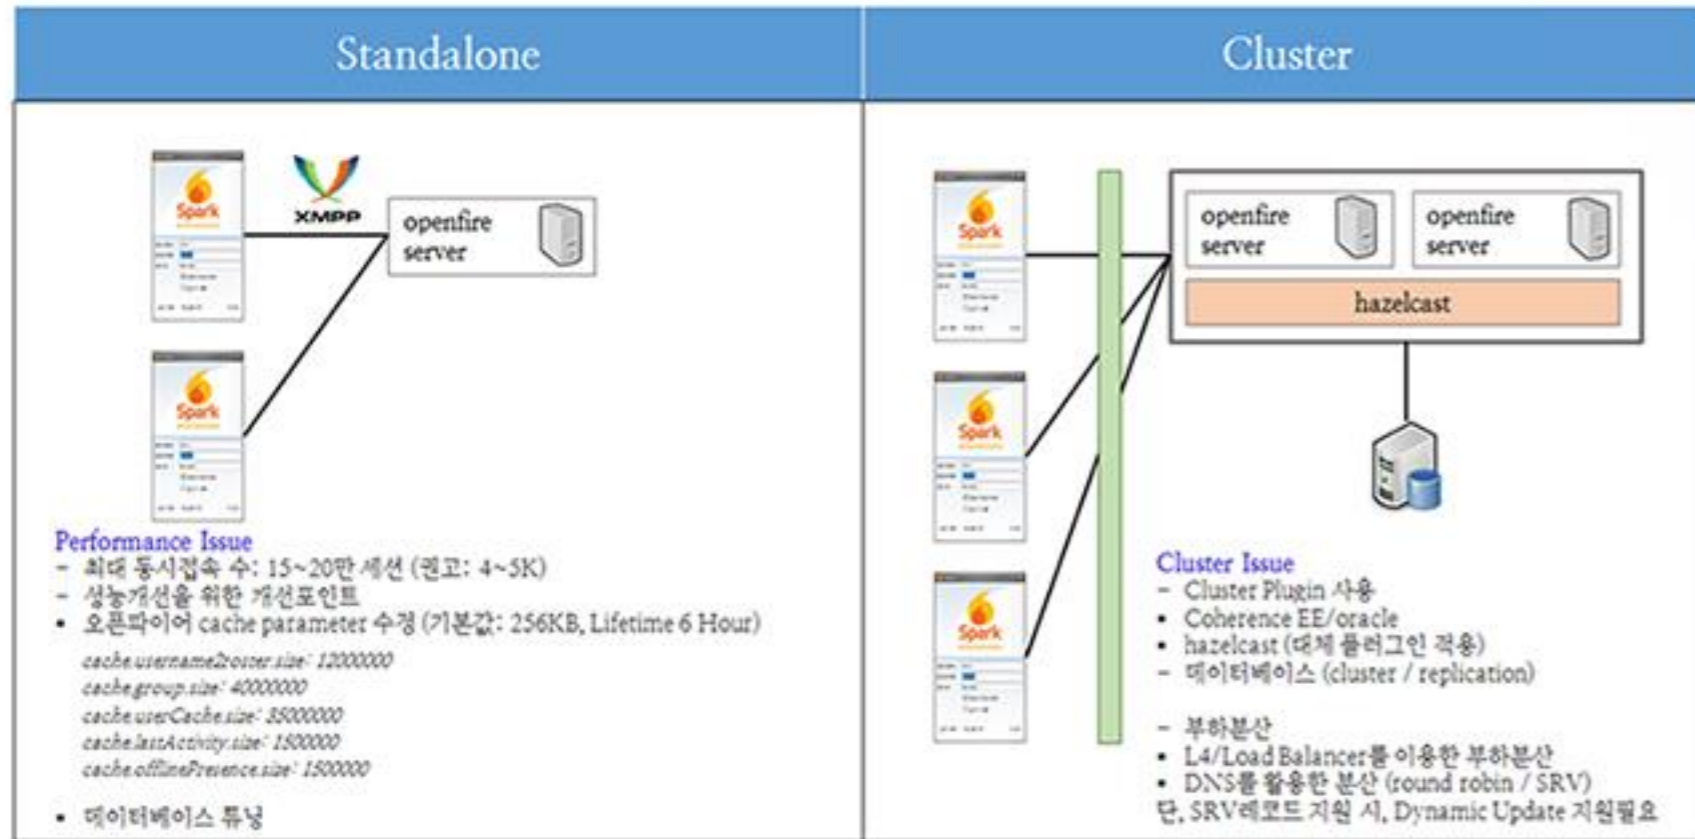 Standalone
Cluster
Spark
XMPP
openfire
server
Spark
Performance Issue
- 최대 동시접속 수: 15~20만 세션 (권고: 4~5K)
- 성능개선을 위한 개선포인트
• 오픈파이어 cache parameter 수정 (기본값: 256KB, Lifetime 6 Hour)
cache.username2roster.size: 12000000
cache.group.size: 40000000
cache.userCache.size: 35000000
cache.lastActivity.size: 1500000
cache.offlinePresence.size: 1500000
• 데이터베이스 튜닝
Spark
openfire
server
openfire
server
hazelcast
Spark
Spark
Cluster Issue
- Cluster Plugin 사용
• Coherence EE/oracle
• hazelcast (대체 플러그인 적용)
- 데이터베이스 (cluster / replication)
- 부하분산
• L4/Load Balancer를 이용한 부하분산
• DNS를 활용한 분산 (round robin / SRV)
단, SRV레코드 지원 시, Dynamic Update 지원필요